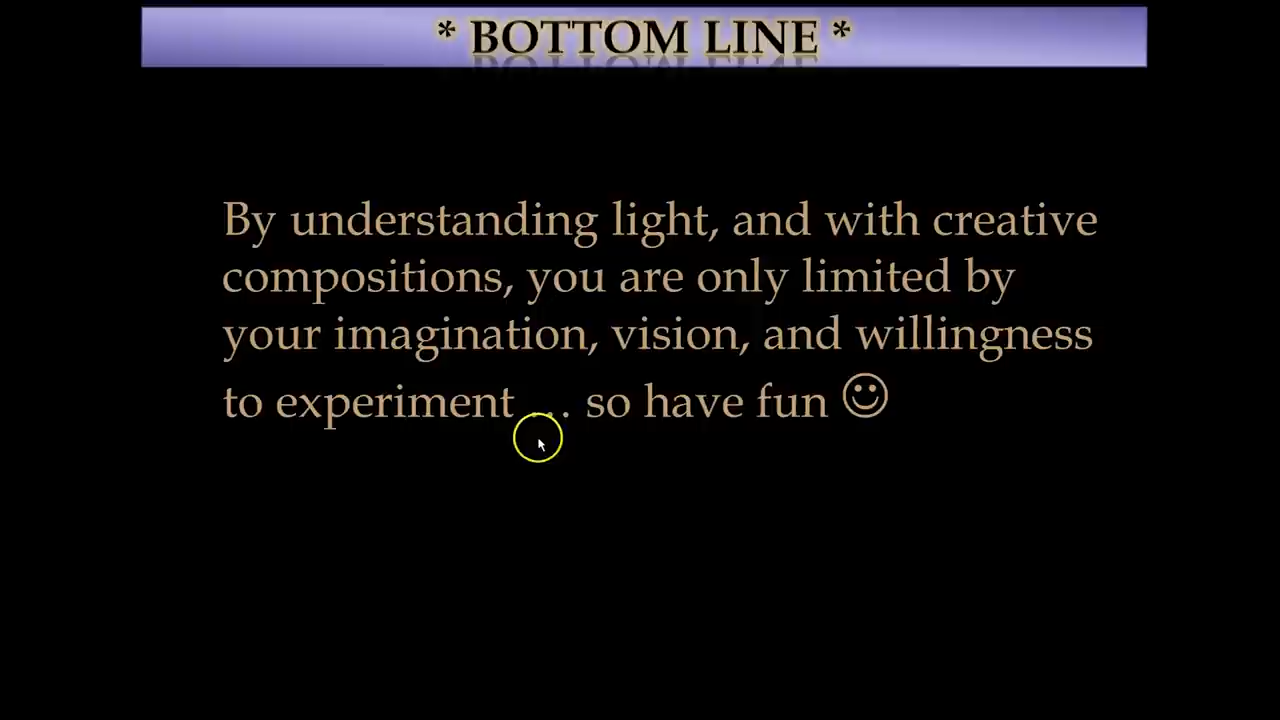 * BOTTOM LINE *
By understanding light, and with creative
compositions, you are only limited by
your imagination, vision, and willingness
to experiment ... so have fun ☺